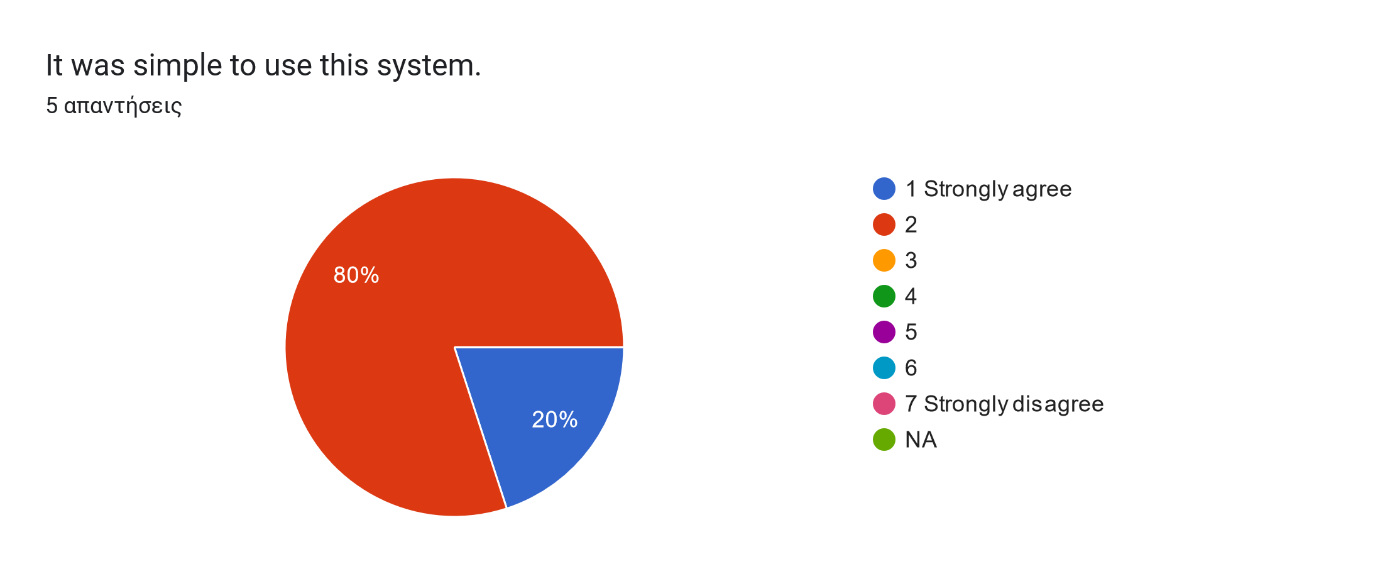 It was simple to use this system.
5 απαντήσεις
80%
20%
1 Strongly agree
2
3
4
5
6
7 Strongly disagree
NA